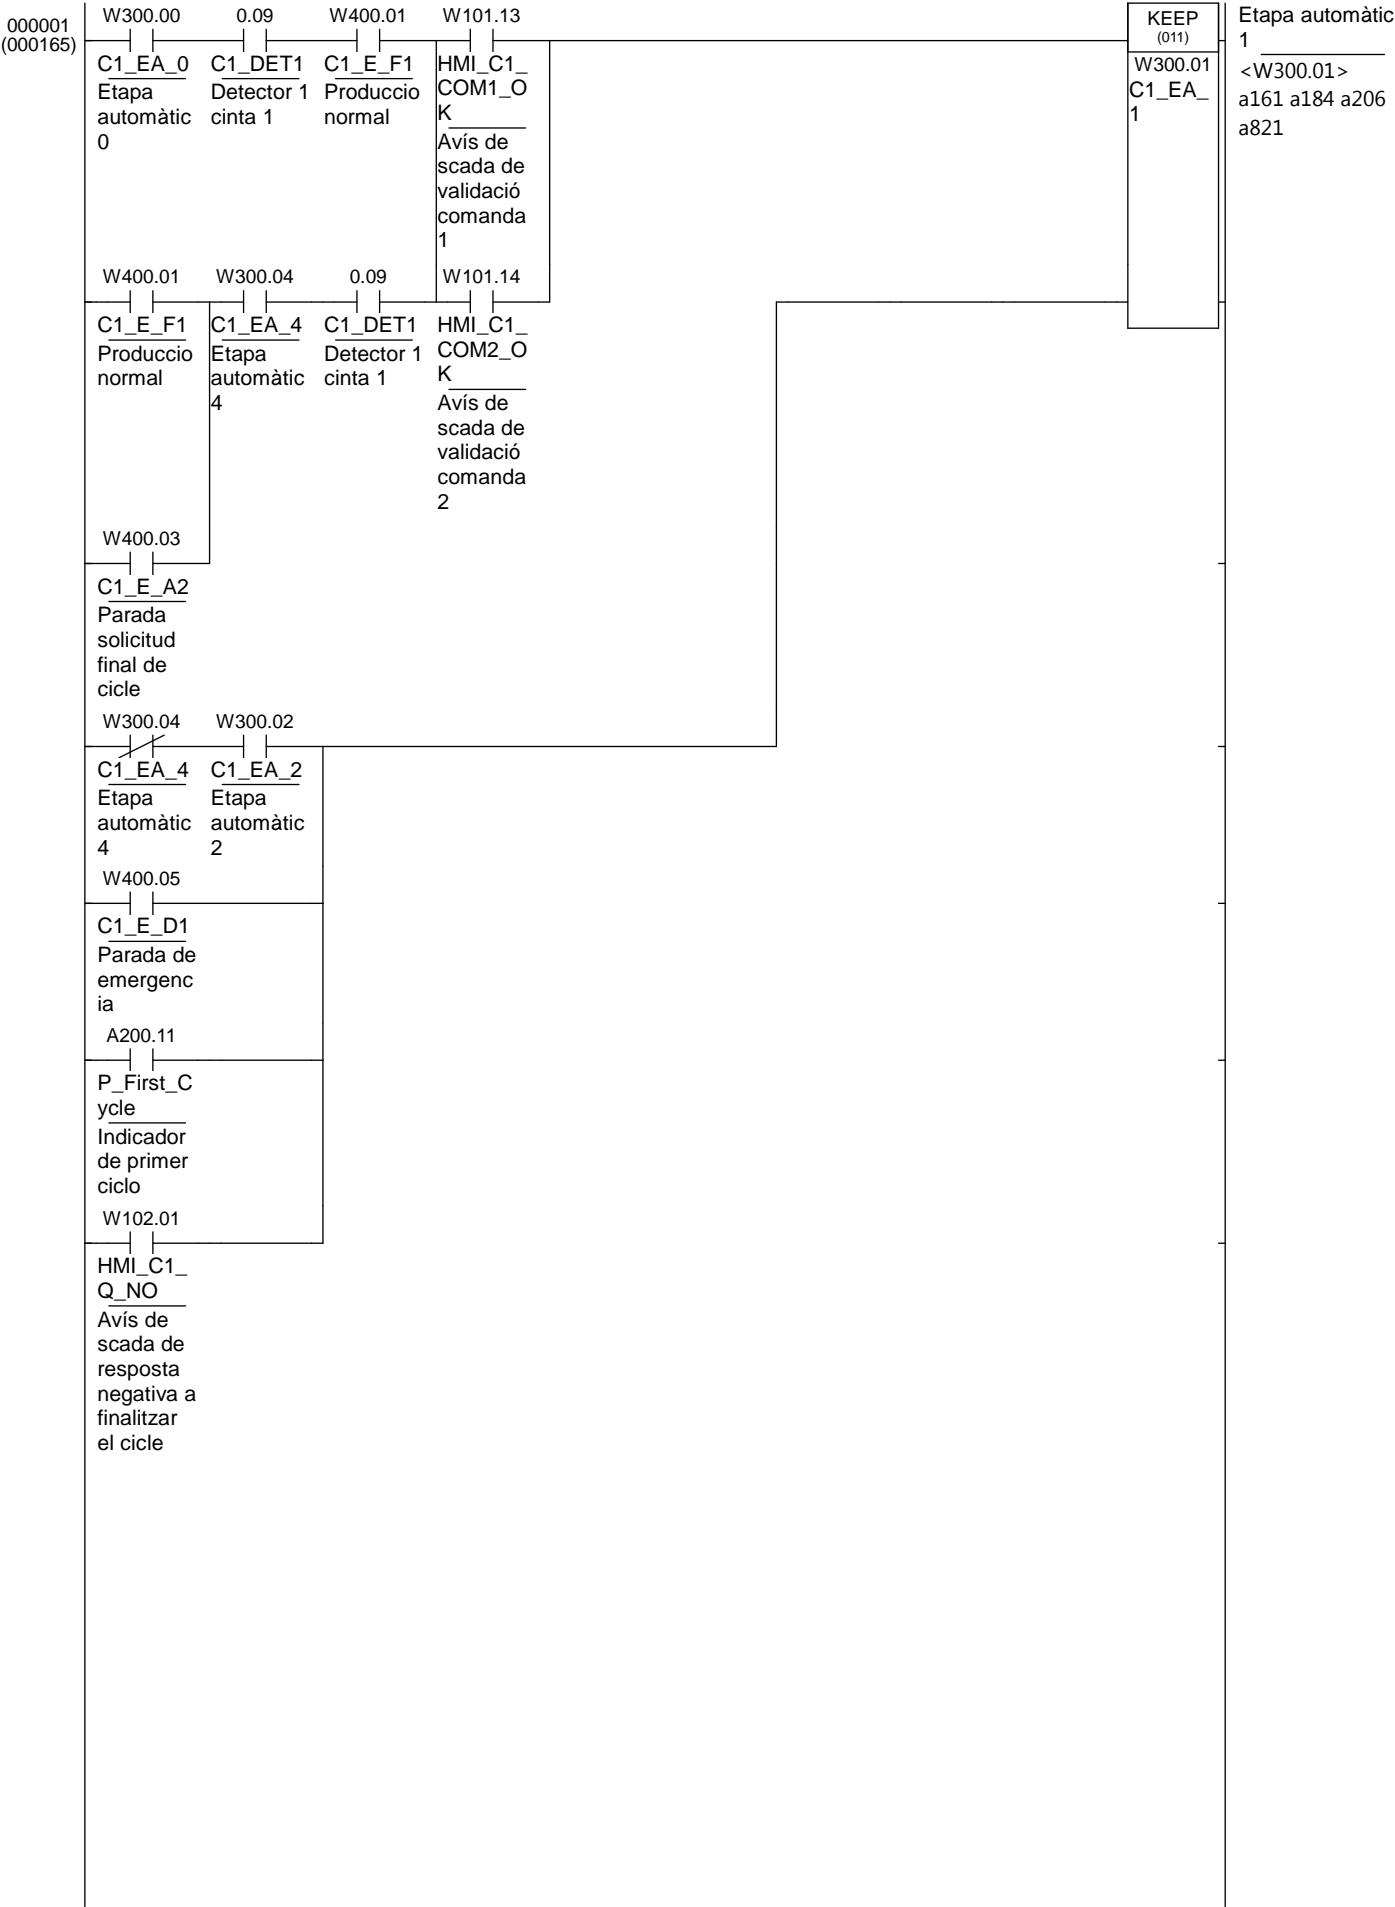 000001
(000165)
W300.00 0.09 W400.01 W101.13
C1_EA_0
Etapa
automàtic
0
C1_DET1
Detector 1
cinta 1
C1_E_F1
Produccio
normal
HMI_C1_
COM1_O
K
Avís de
scada de
validació
comanda
1
KEEP
(011)
W300.01
C1_EA_
1
Etapa automàtic
1
<W300.01>
a161 a184 a206
a821
W400.01 W300.04 0.09 W101.14
C1_E_F1
Produccio
normal
C1_EA_4
Etapa
automàtic
4
C1_DET1
Detector 1
cinta 1
HMI_C1_
COM2_O
K
Avís de
scada de
validació
comanda
2
W400.03
C1_E_A2
Parada
solicitud
final de
cicle
W300.04 W300.02
C1_EA_4
Etapa
automàtic
4
C1_EA_2
Etapa
automàtic
2
W400.05
C1_E_D1
Parada de
emergenc
ia
A200.11
P_First_C
ycle
Indicador
de primer
ciclo
W102.01
HMI_C1_
Q_NO
Avís de
scada de
resposta
negativa a
finalitzar
el cicle